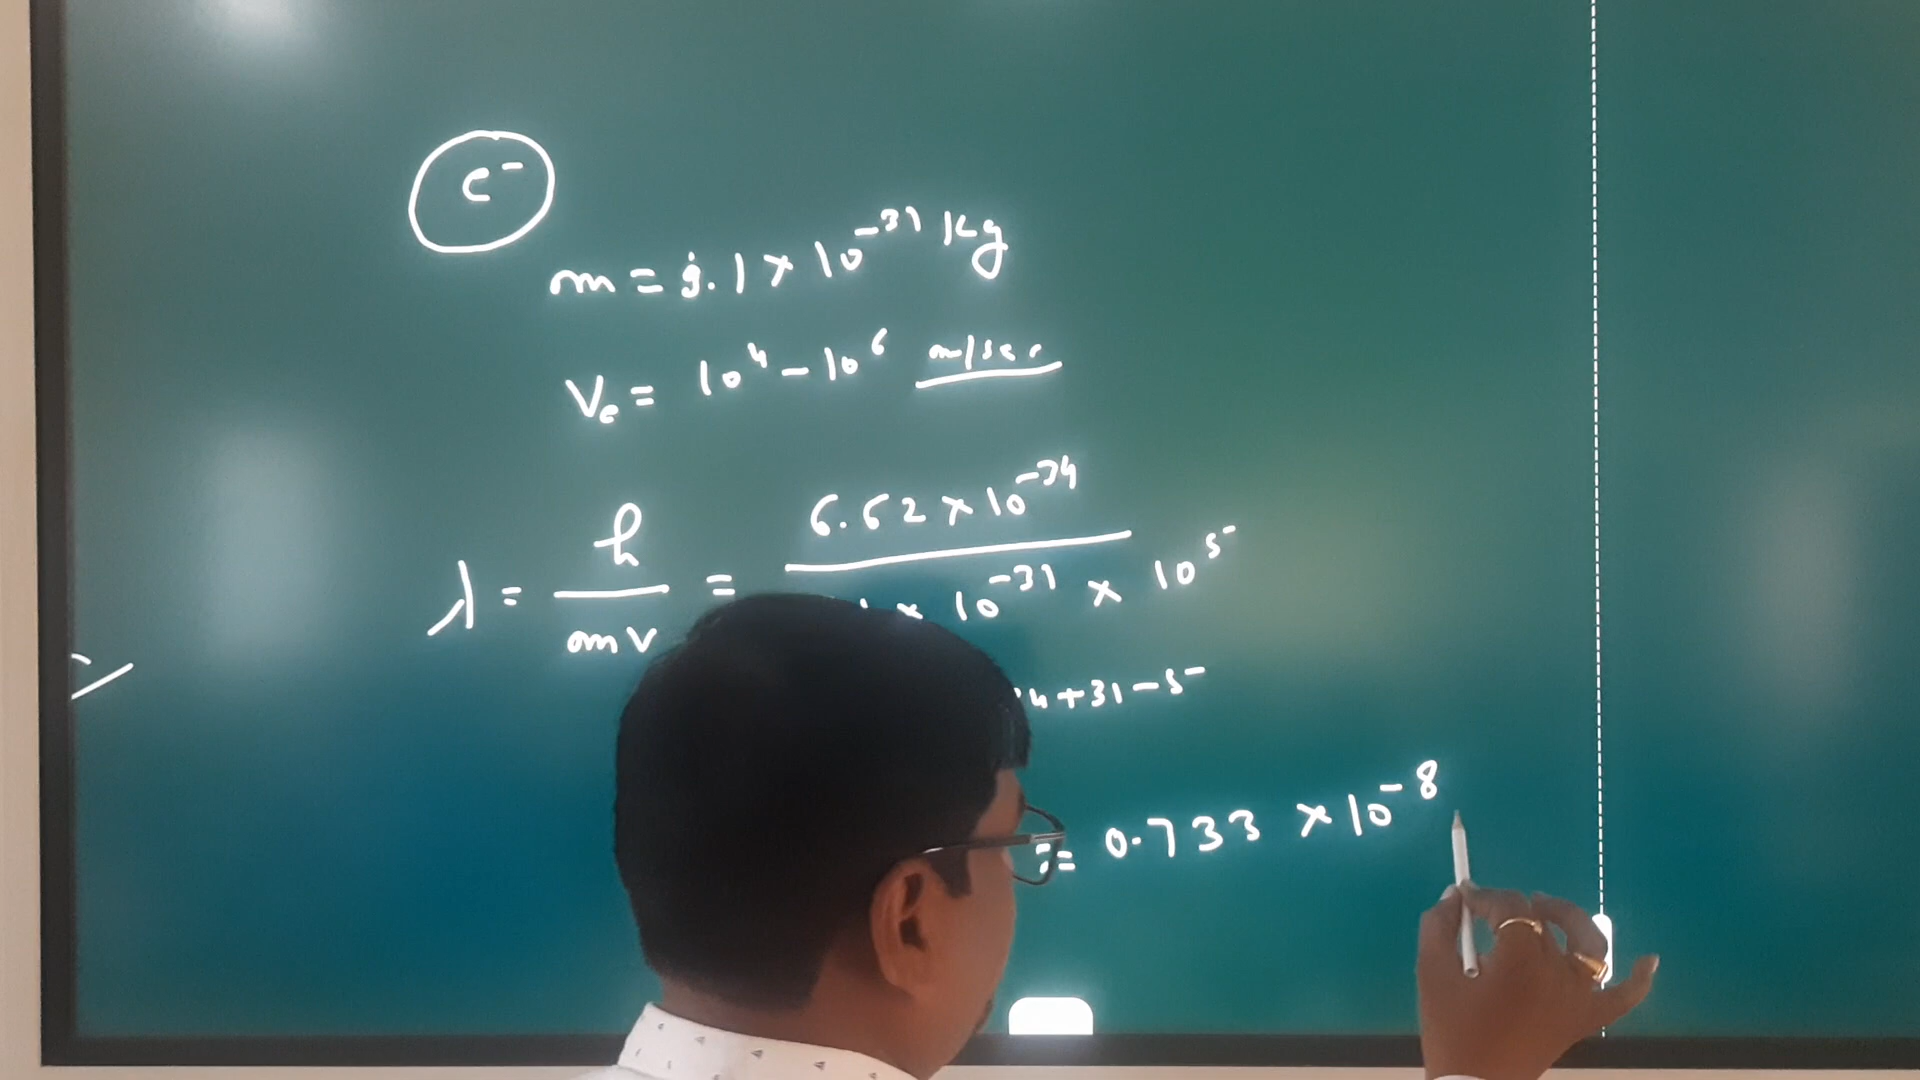 e⁻
m = 9.1 × 10⁻³¹ Kg
Vₑ = 10⁴ – 10⁶ m/sec
λ = h / mv = 6.62 × 10⁻³⁴ / × 10⁻³¹ × 10⁵
4+31–5
= 0.733 × 10⁻⁸